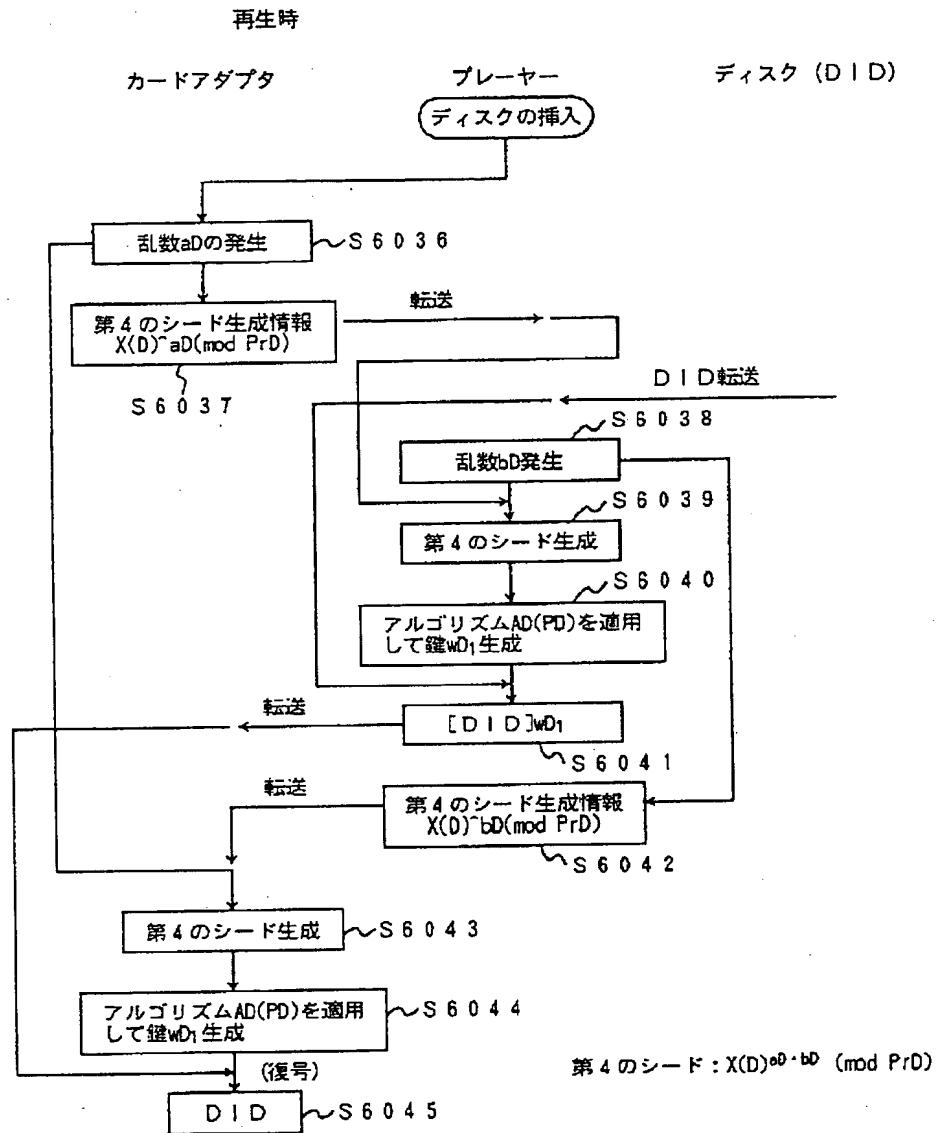 再生時
カードアダプタ
プレーヤー
ディスク (DID)
ディスクの挿入
乱数aDの発生
S6036
第4のシード生成情報
X(D)^aD(mod PrD)
転送
S6037
DID転送
S6038
乱数bD発生
S6039
第4のシード生成
S6040
アルゴリズムAD(PD)を適用
して鍵wD₁生成
転送
[DID]wD₁
S6041
転送
第4のシード生成情報
X(D)^bD(mod PrD)
S6042
第4のシード生成
S6043
アルゴリズムAD(PD)を適用
して鍵wD₁生成
S6044
(復号)
第4のシード:X(D)^aD・bD (mod PrD)
DID
S6045